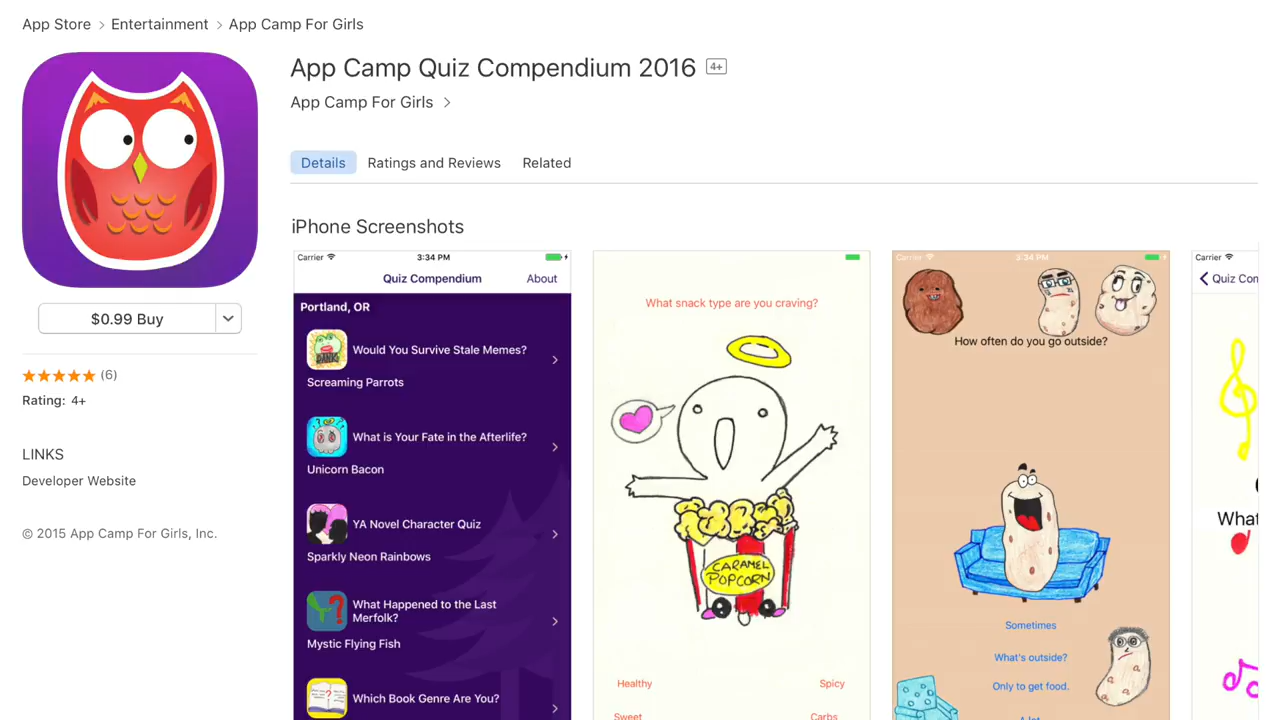 App Store > Entertainment > App Camp For Girls
App Camp Quiz Compendium 2016 4+
App Camp For Girls
Details Ratings and Reviews Related
iPhone Screenshots
$0.99 Buy
(6)
Rating: 4+
LINKS
Developer Website
© 2015 App Camp For Girls, Inc.
Carrier 3:34 PM
Quiz Compendium About
Portland, OR
Would You Survive Stale Memes?
Screaming Parrots
What is Your Fate in the Afterlife?
Unicorn Bacon
YA Novel Character Quiz
Sparkly Neon Rainbows
What Happened to the Last
Merfolk?
Mystic Flying Fish
Which Book Genre Are You?
What snack type are you craving?
CARAMEL
POPCORN
Healthy Spicy
Sweet Carbs
Carrier 3:34 PM
How often do you go outside?
Sometimes
What's outside?
Only to get food.
A lot
Carrier
Quiz Con
What